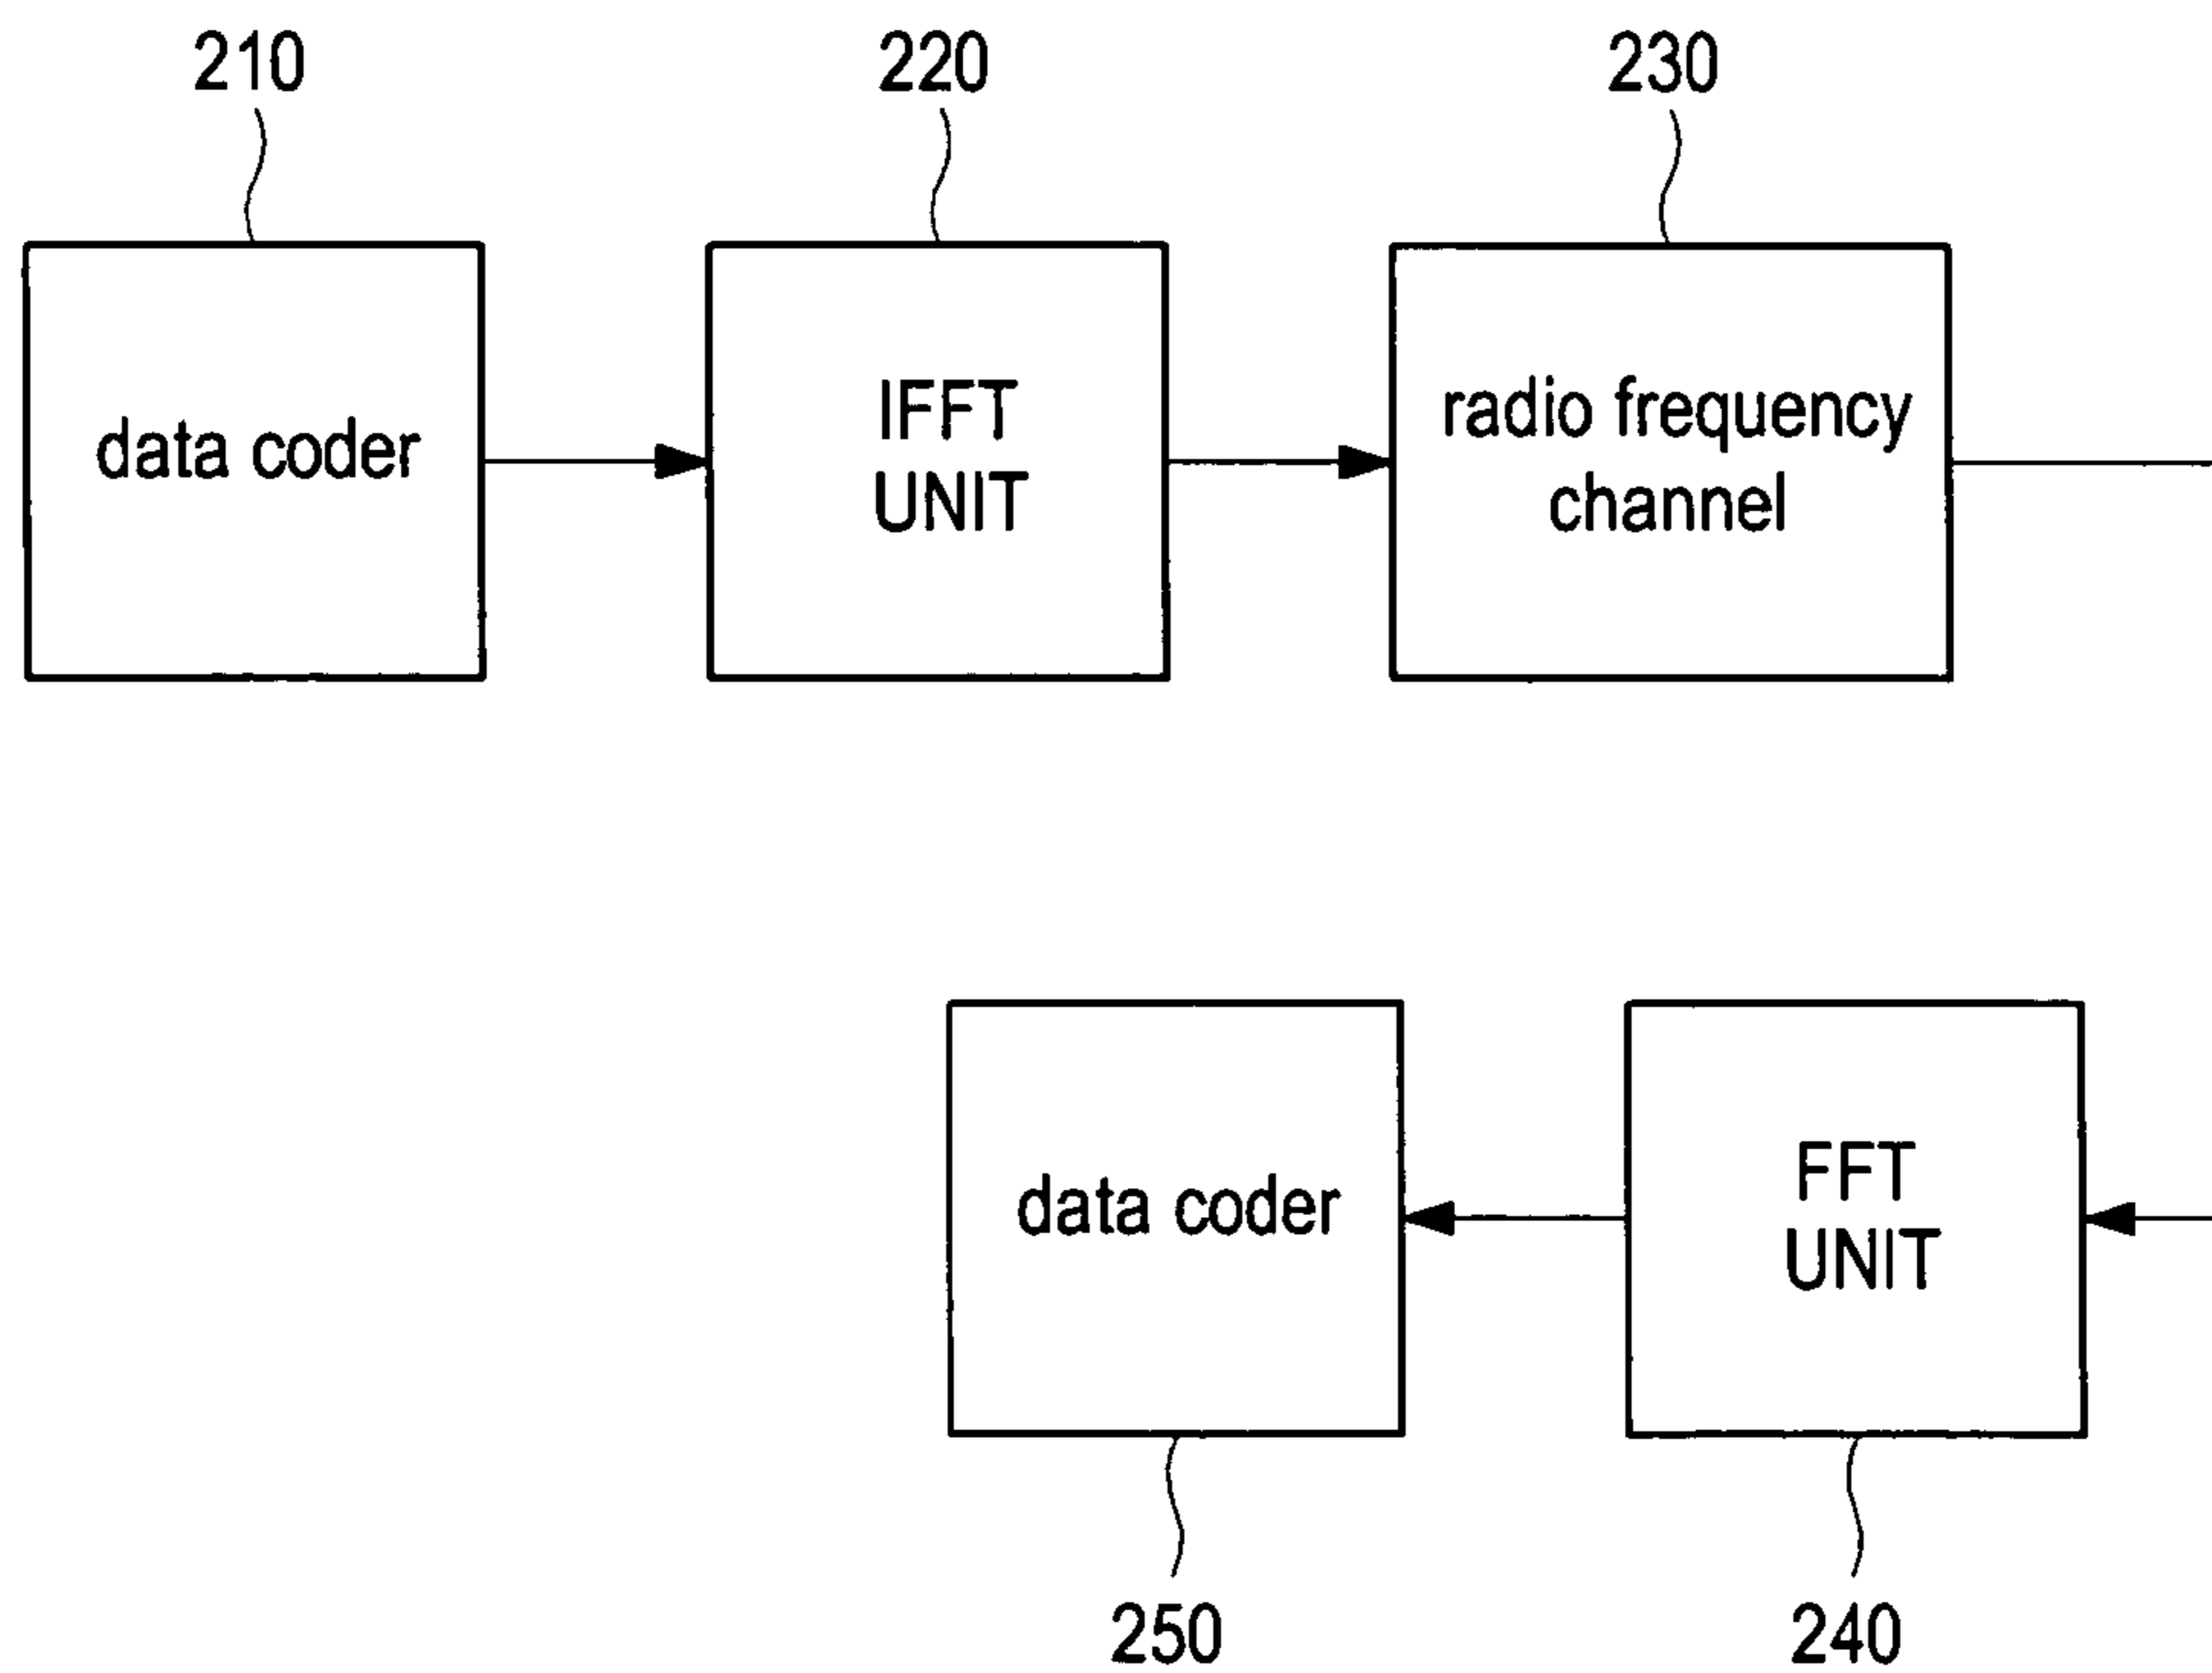 210
220
230
data coder
IFFT
UNIT
radio frequency
channel
data coder
FFT
UNIT
250
240